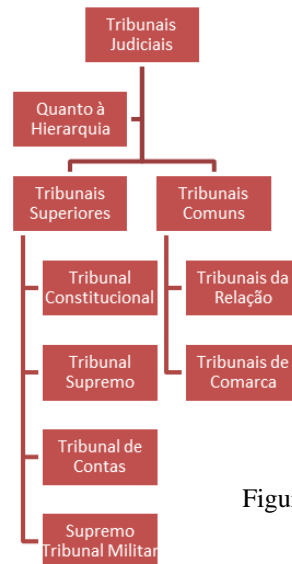 Tribunais
Judiciais
Quanto à
Hierarquia
Tribunais
Superiores
Tribunais
Comuns
Tribunal
Constitucional
Tribunais da
Relação
Tribunal
Supremo
Tribunais de
Comarca
Tribunal de
Contas
Supremo
Tribunal Militar